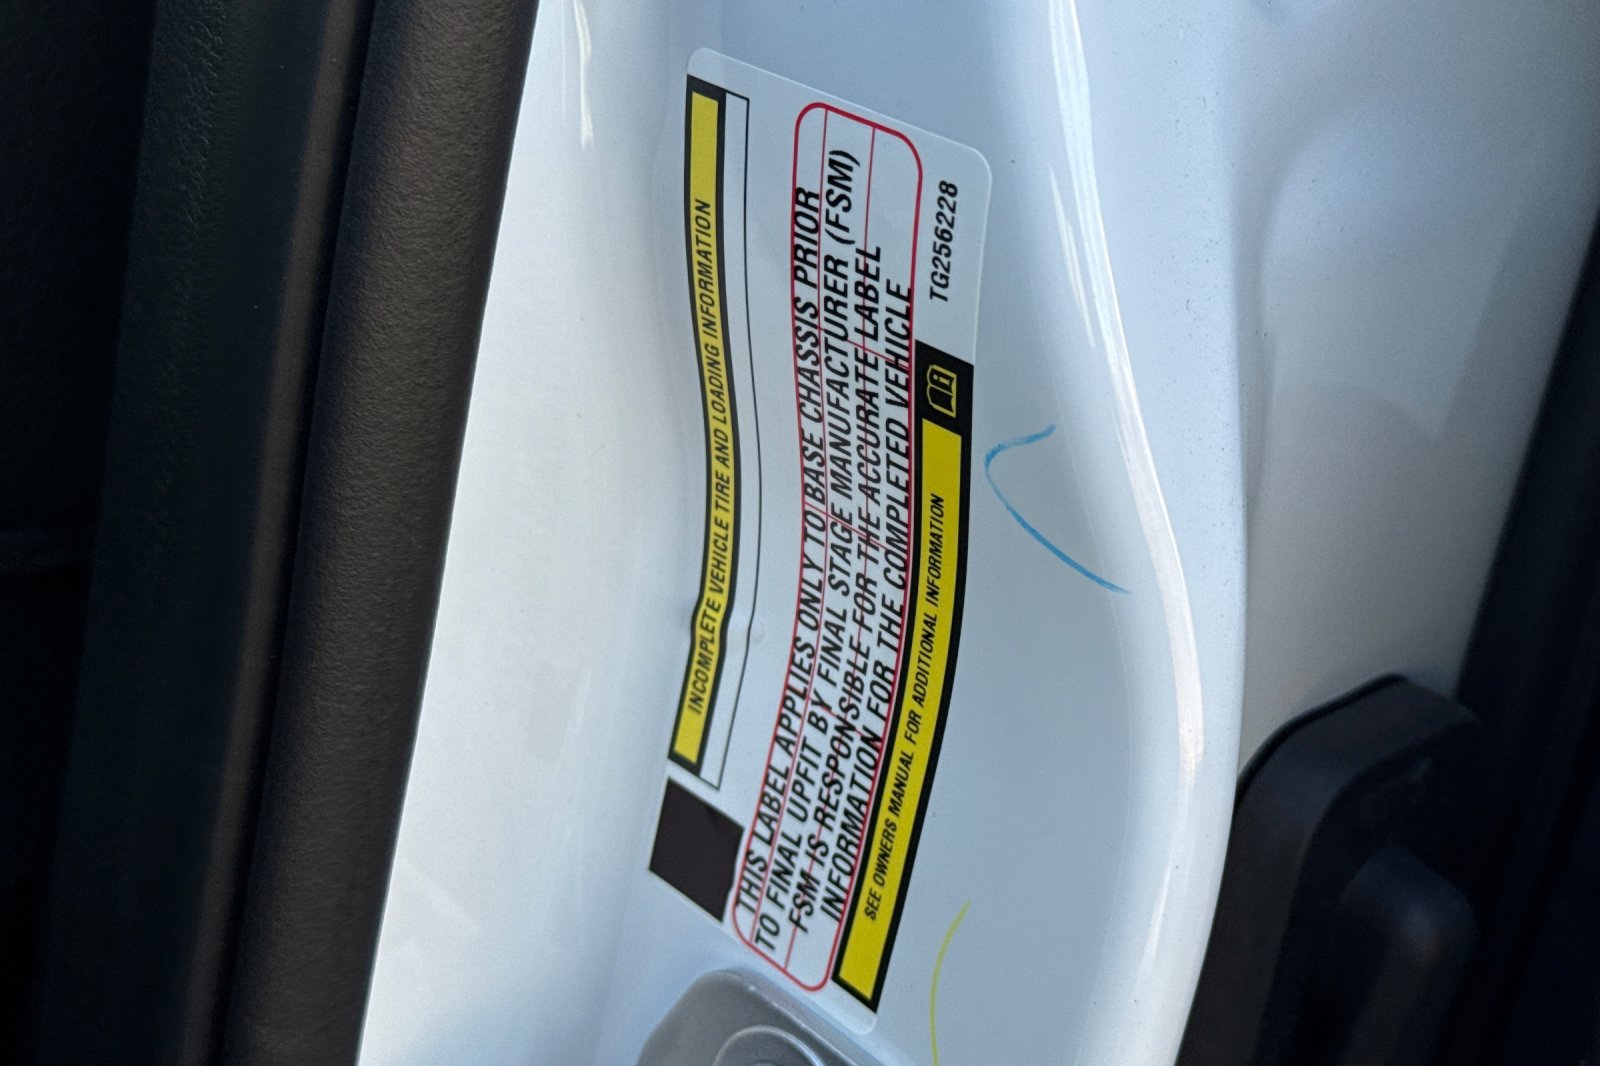 INCOMPLETE VEHICLE TIRE AND LOADING INFORMATION
THIS LABEL APPLIES ONLY TO BASE CHASSIS PRIOR
TO FINAL UPFIT BY FINAL STAGE MANUFACTURER (FSM)
FSM IS RESPONSIBLE FOR THE ACCURATE LABEL
INFORMATION FOR THE COMPLETED VEHICLE
SEE OWNERS MANUAL FOR ADDITIONAL INFORMATION
TG256228